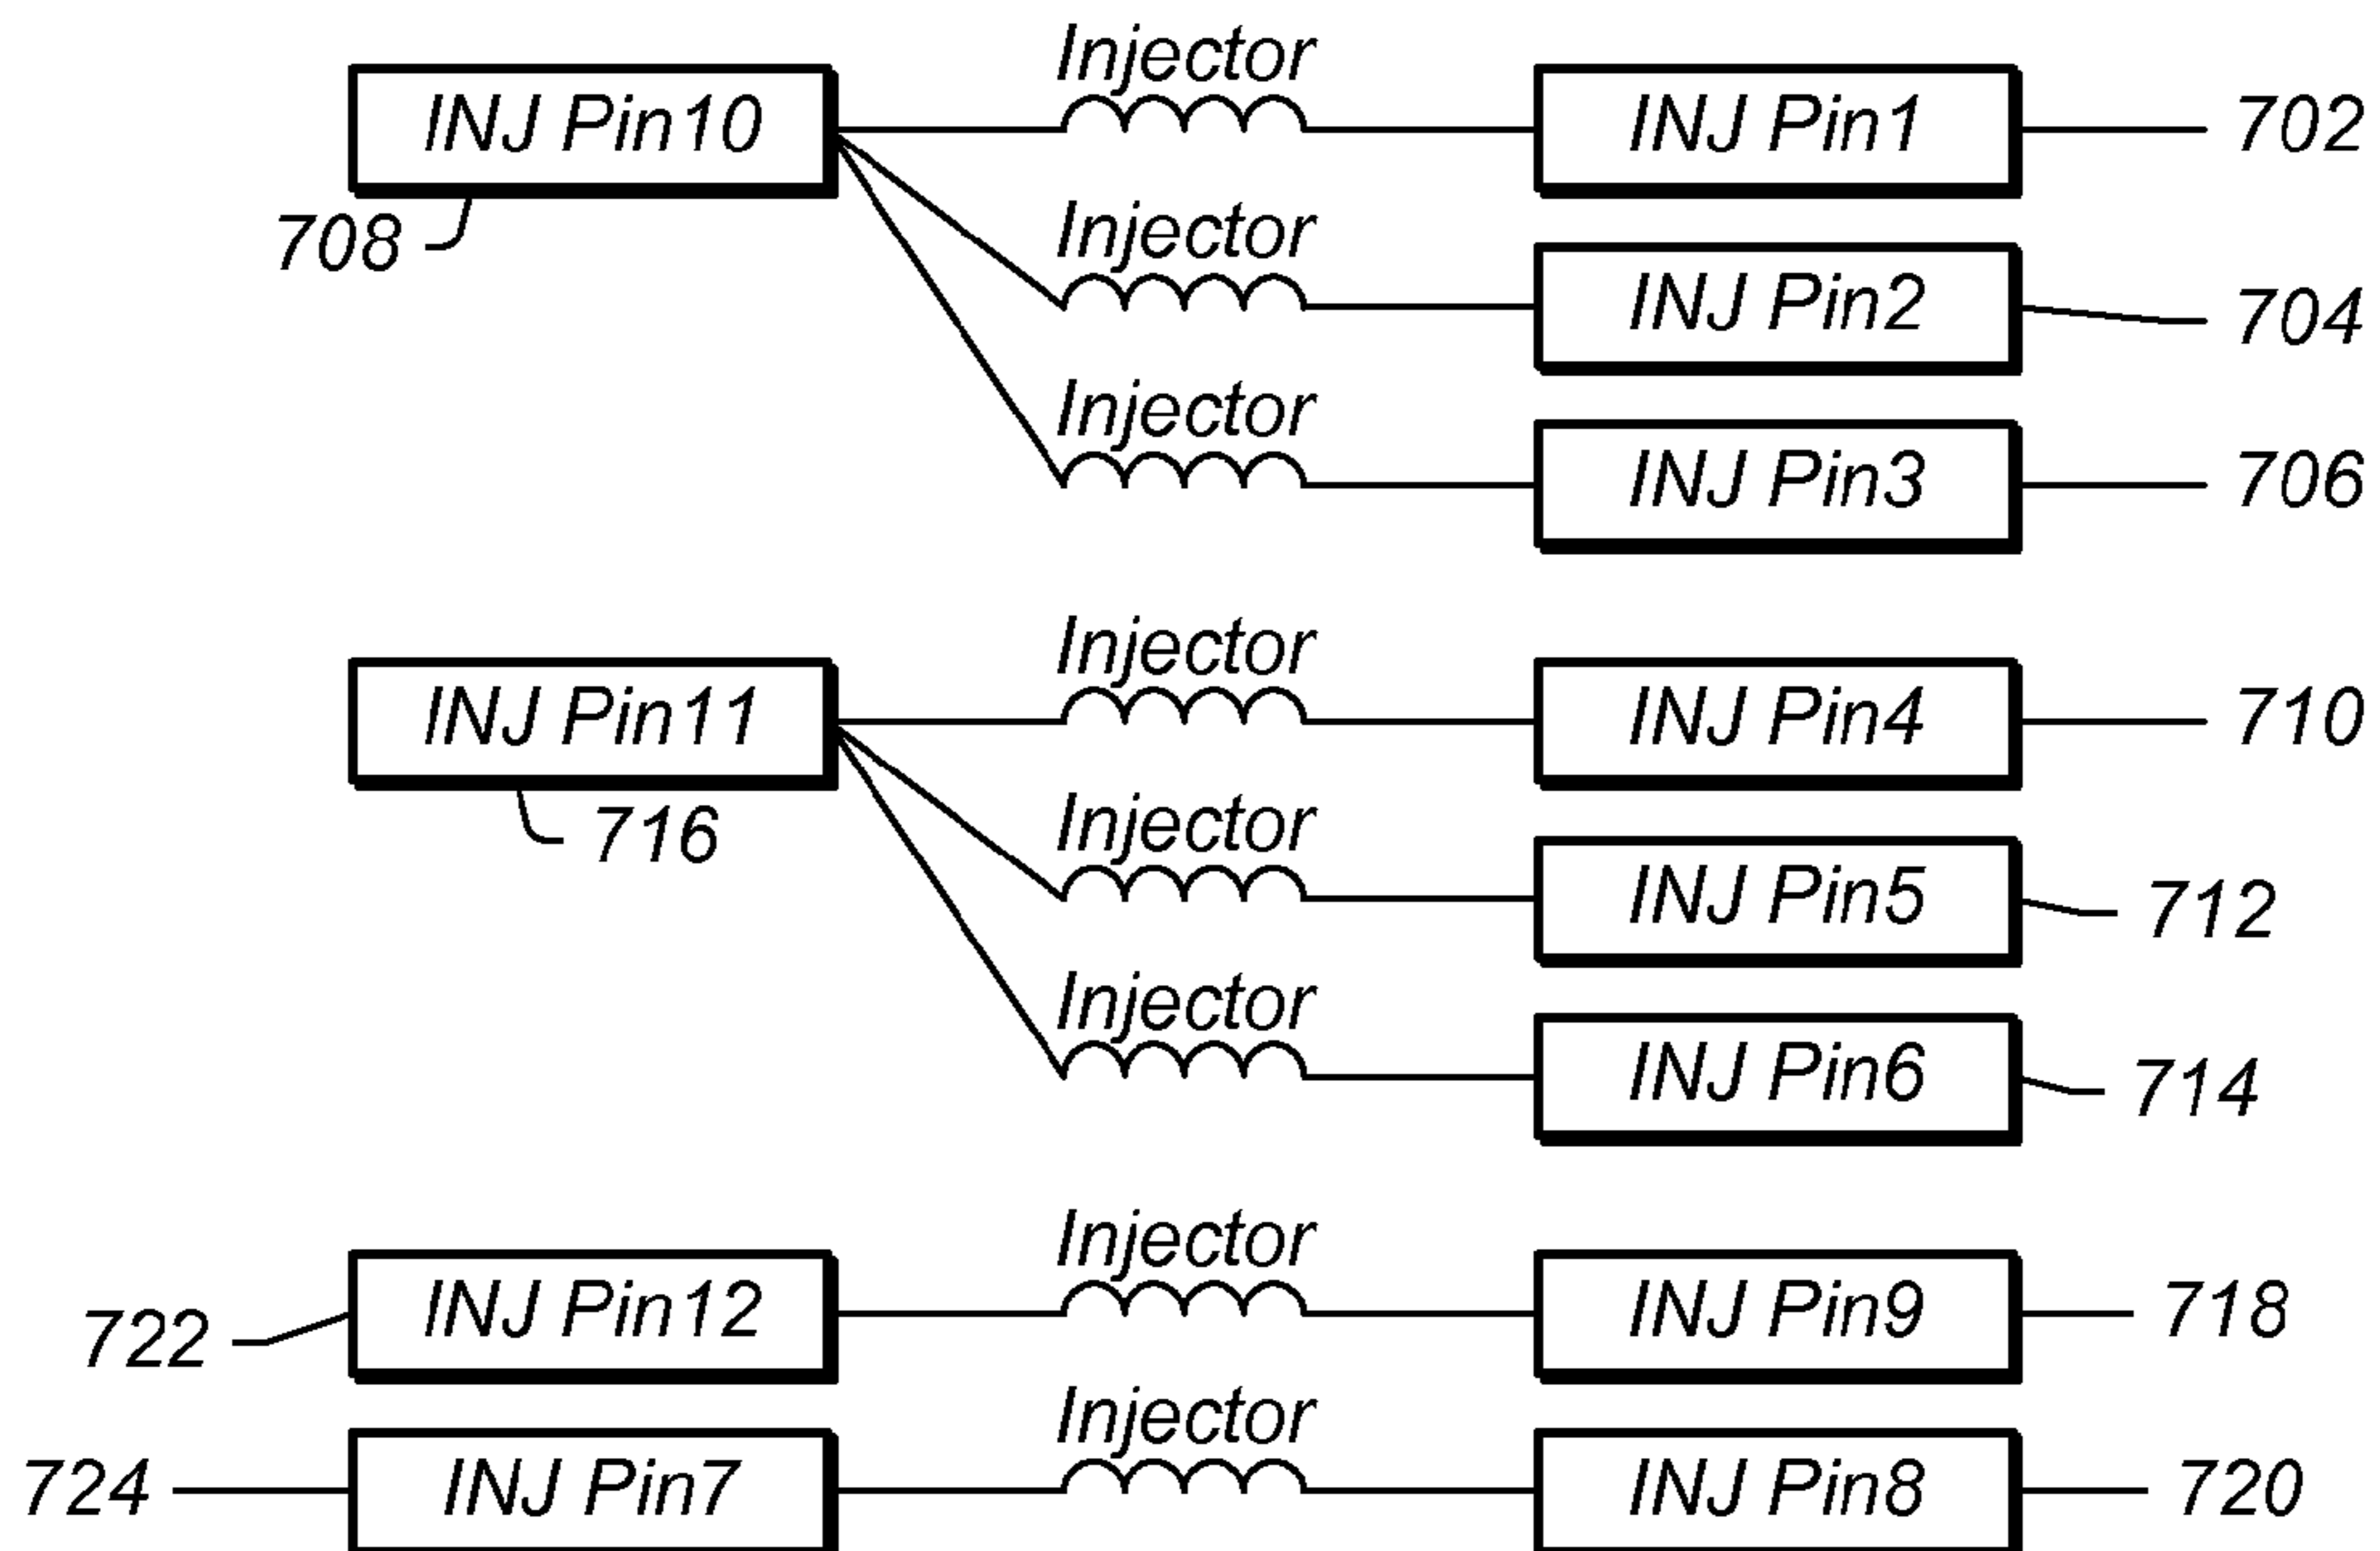 Injector
INJ Pin10 INJ Pin1 702
708
Injector
INJ Pin2 704
Injector
INJ Pin3 706
Injector
INJ Pin11 INJ Pin4 710
716
Injector
INJ Pin5 712
Injector
INJ Pin6 714
Injector
722 INJ Pin12 INJ Pin9 718
Injector
724 INJ Pin7 INJ Pin8 720